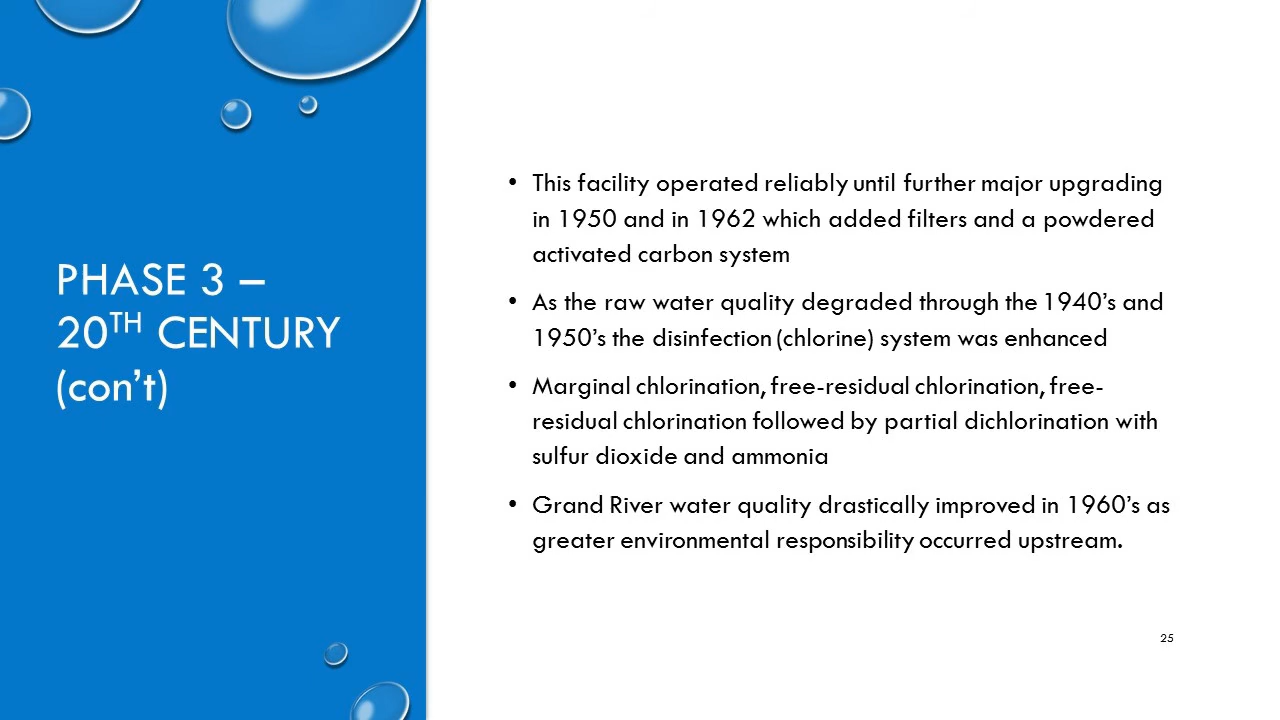 PHASE 3 –
20TH CENTURY
(con’t)
• This facility operated reliably until further major upgrading
in 1950 and in 1962 which added filters and a powdered
activated carbon system
• As the raw water quality degraded through the 1940’s and
1950’s the disinfection (chlorine) system was enhanced
• Marginal chlorination, free-residual chlorination, free-
residual chlorination followed by partial dichlorination with
sulfur dioxide and ammonia
• Grand River water quality drastically improved in 1960’s as
greater environmental responsibility occurred upstream.
25